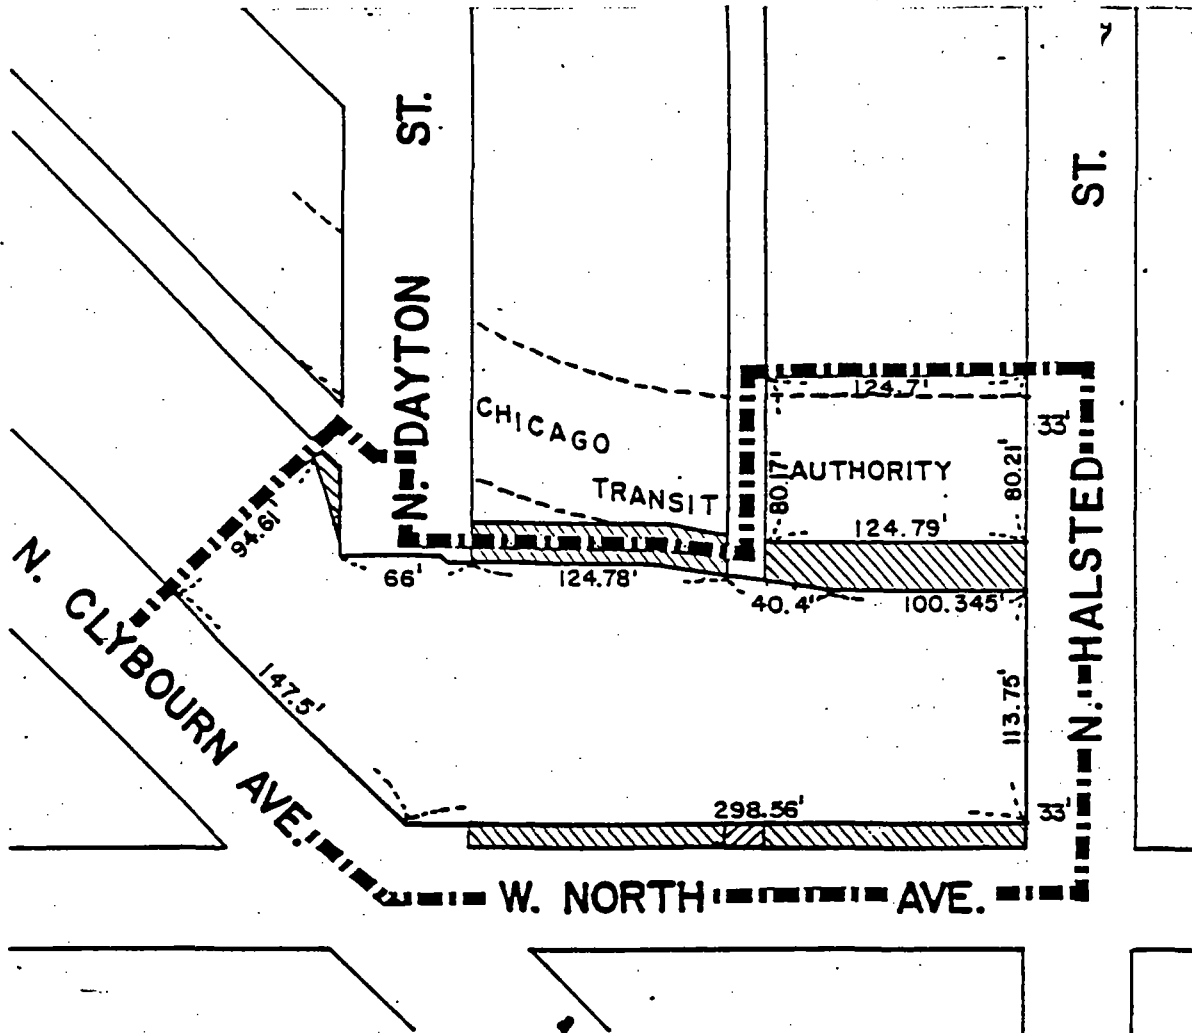 N. DAYTON ST.
N. HALSTED ST.
CHICAGO
TRANSIT
AUTHORITY
124.7'
33'
80.17'
80.21'
124.79'
94.61'
66'
124.78'
40.4'
100.345'
N. CLYBOURN AVE.
147.5'
113.75'
298.56'
33'
W. NORTH AVE.